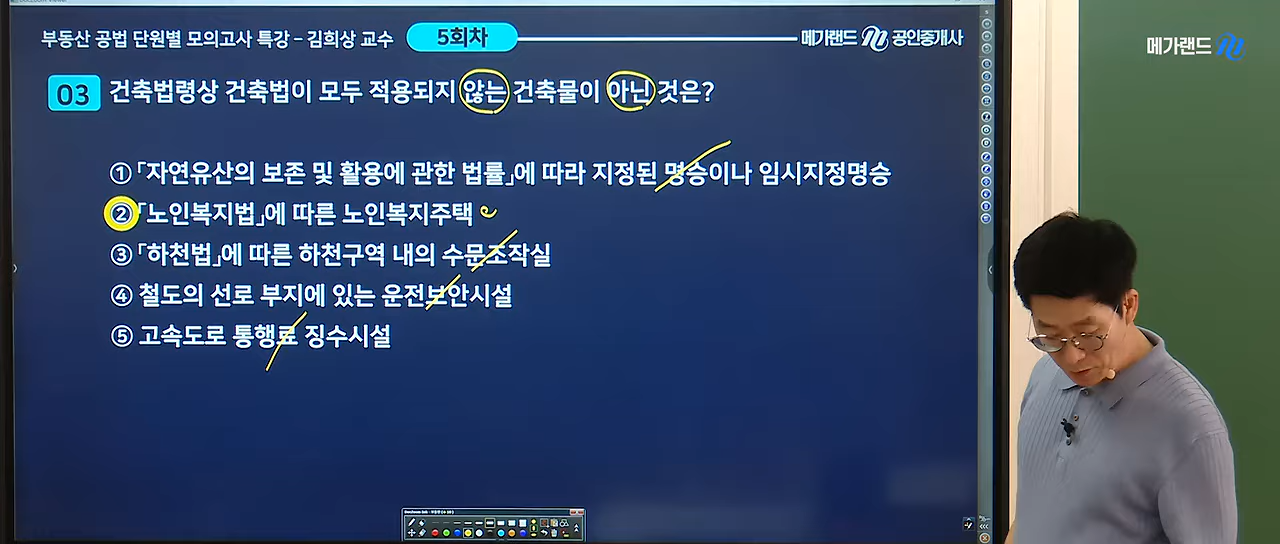 부동산 공법 단원별 모의고사 특강 - 김희상 교수 5회차 메가랜드 공인중개사
메가랜드
03 건축법령상 건축법이 모두 적용되지 않는 건축물이 아닌 것은?
① 「자연유산의 보존 및 활용에 관한 법률」에 따라 지정된 명승이나 임시지정명승
② 「노인복지법」에 따른 노인복지주택
③ 「하천법」에 따른 하천구역 내의 수문조작실
④ 철도의 선로 부지에 있는 운전보안시설
⑤ 고속도로 통행료 징수시설